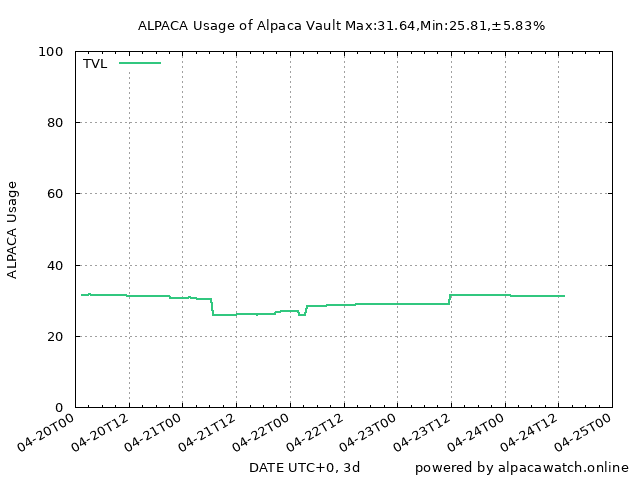 ALPACA Usage of Alpaca Vault Max:31.64,Min:25.81,±5.83%
100
TVL
80
60
ALPACA Usage
40
20
0
04-20T00 04-20T12 04-21T00 04-21T12 04-22T00 04-22T12 04-23T00 04-23T12 04-24T00 04-24T12 04-25T00
DATE UTC+0, 3d powered by alpacawatch.online